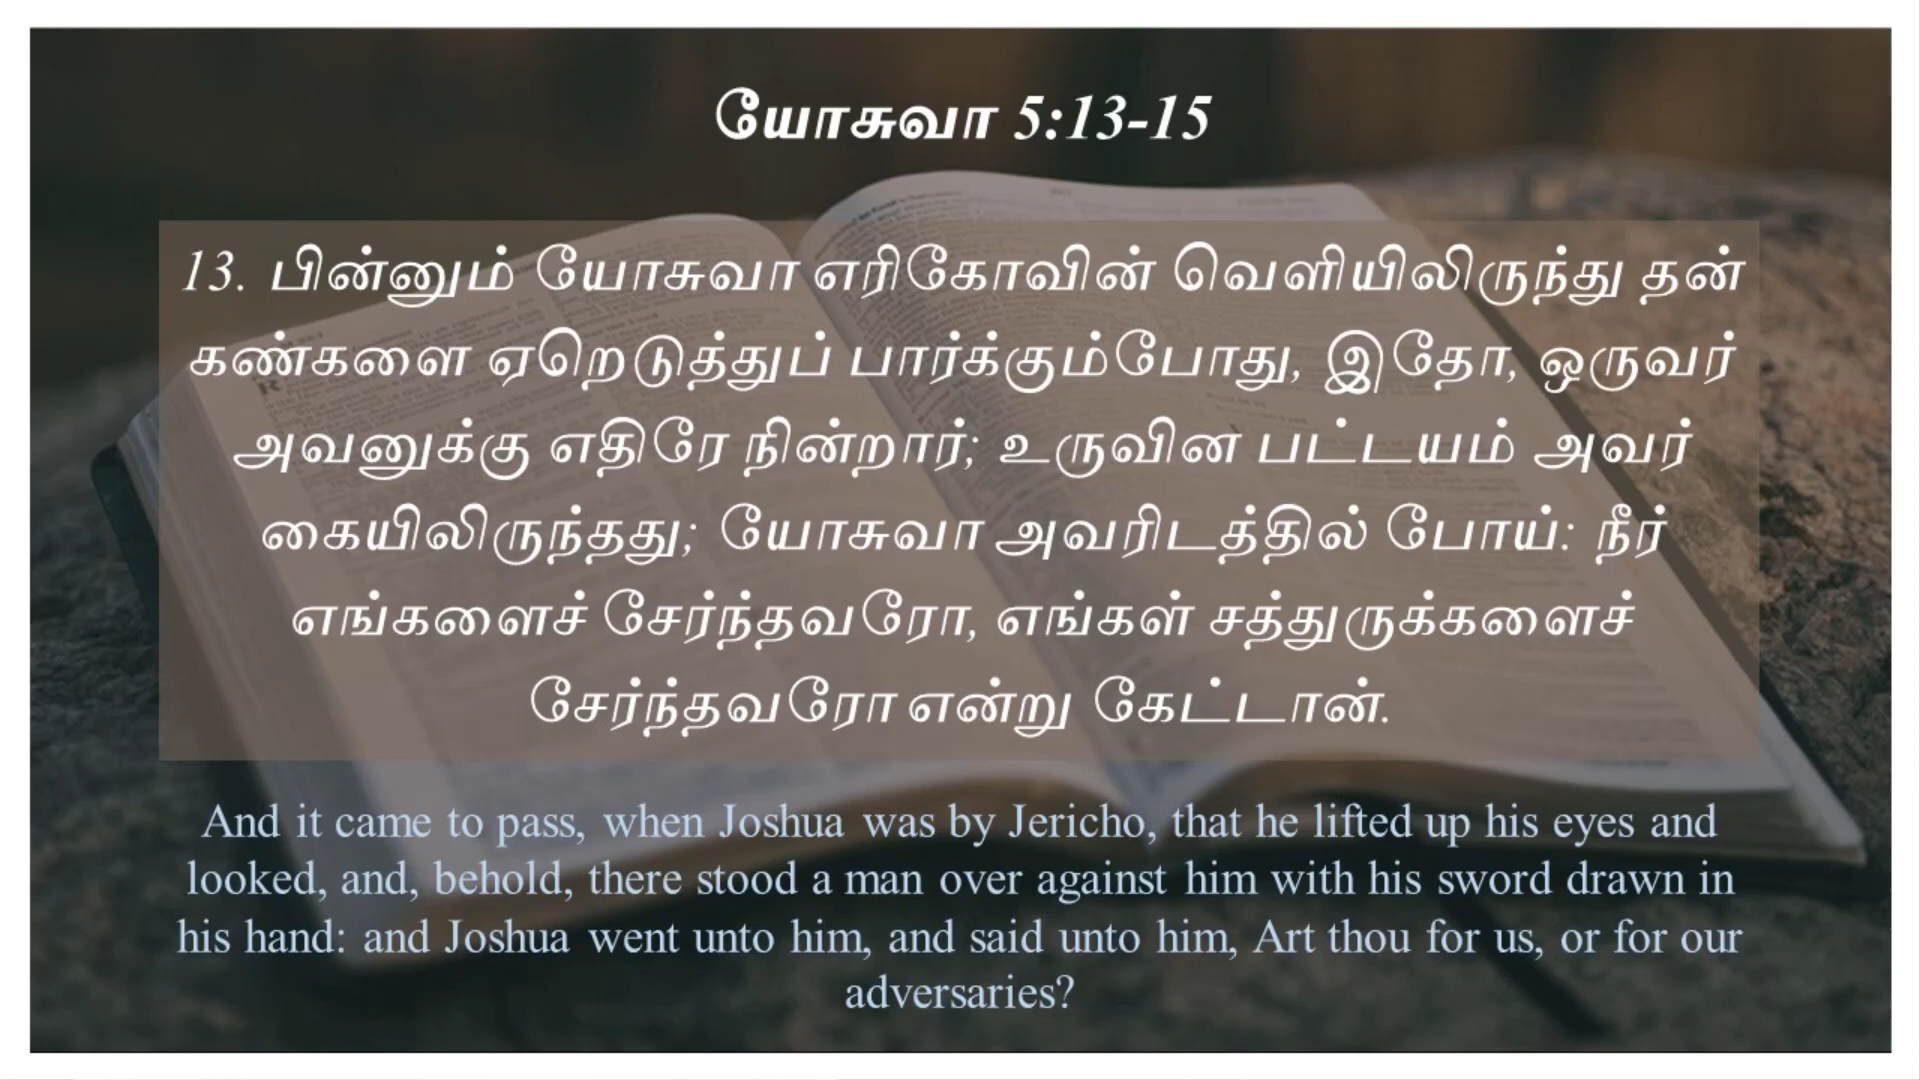 யோசுவா 5:13-15
13. பின்னும் யோசுவா எரிகோவின் வெளியிலிருந்து தன்
கண்களை ஏறெடுத்துப் பார்க்கும்போது, இதோ, ஒருவர்
அவனுக்கு எதிரே நின்றார்; உருவின பட்டயம் அவர்
கையிலிருந்தது; யோசுவா அவரிடத்தில் போய்: நீர்
எங்களைச் சேர்ந்தவரோ, எங்கள் சத்துருக்களைச்
சேர்ந்தவரோ என்று கேட்டான்.
And it came to pass, when Joshua was by Jericho, that he lifted up his eyes and
looked, and, behold, there stood a man over against him with his sword drawn in
his hand: and Joshua went unto him, and said unto him, Art thou for us, or for our
adversaries?